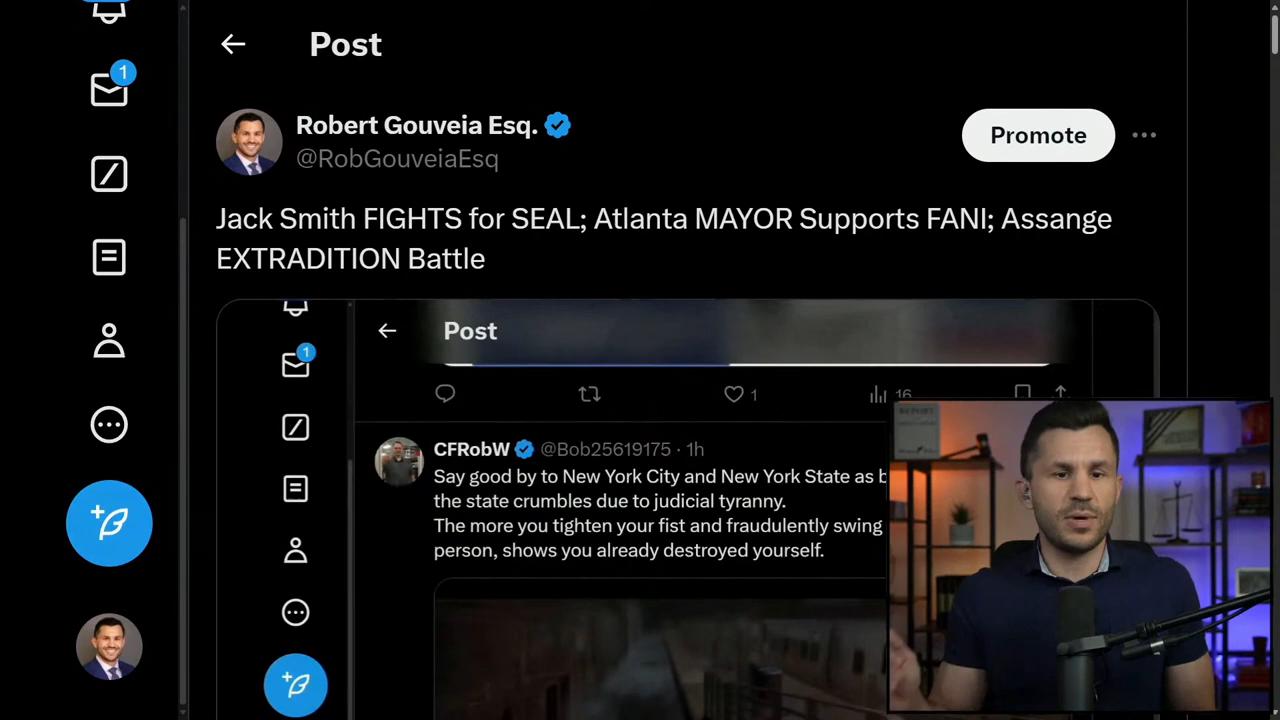 Post
1
Robert Gouveia Esq.
@RobGouveiaEsq
Promote
Jack Smith FIGHTS for SEAL; Atlanta MAYOR Supports FANI; Assange
EXTRADITION Battle
Post
1
1
16
CFRobW @Bob25619175 · 1h
Say good by to New York City and New York State as
the state crumbles due to judicial tyranny.
The more you tighten your fist and fraudulently swing
person, shows you already destroyed yourself.